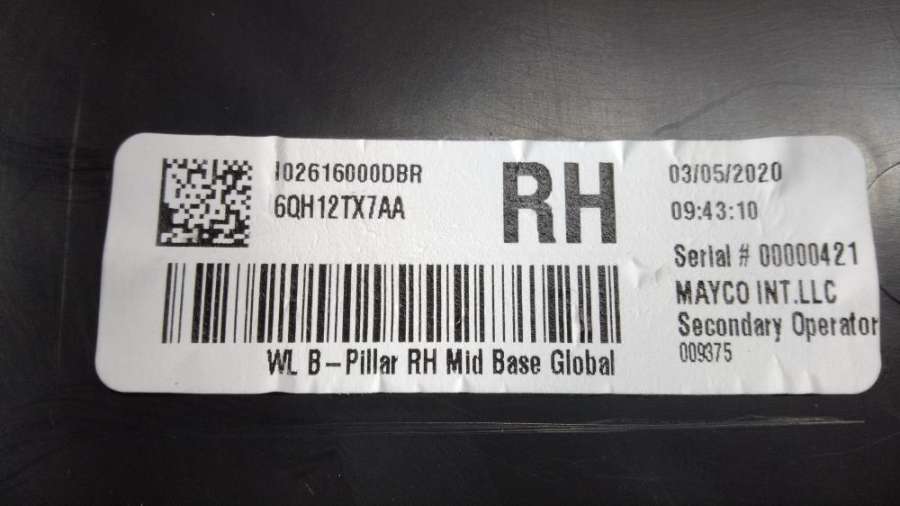 I02616000DBR
6QH12TX7AA
RH
03/05/2020
09:43:10
Serial # 00000421
MAYCO INT.LLC
Secondary Operator
009375
WL B-Pillar RH Mid Base Global